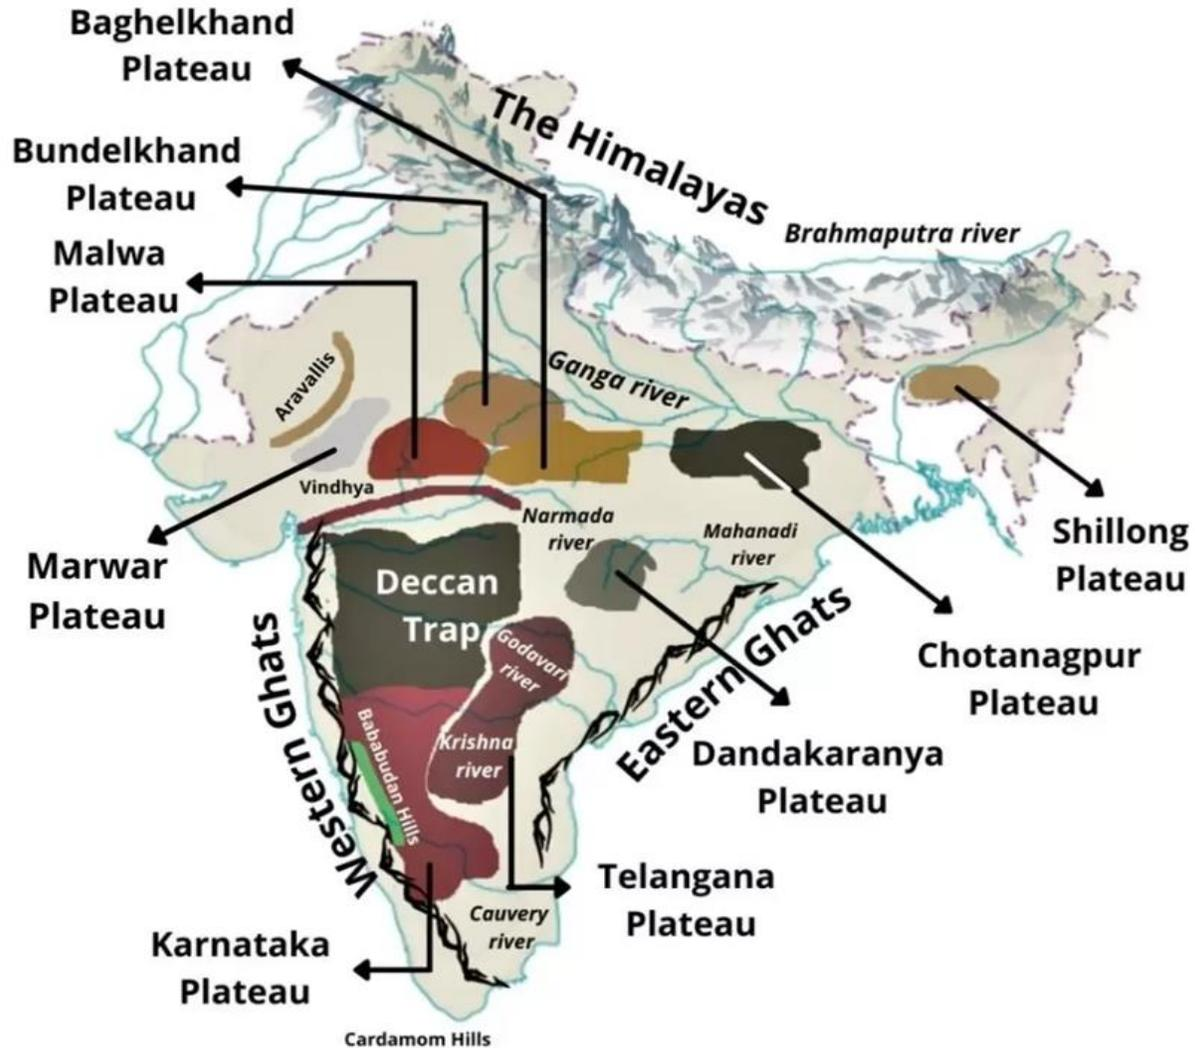 Baghelkhand
Plateau
The Himalayas
Bundelkhand
Plateau
Brahmaputra river
Malwa
Plateau
Aravallis
Ganga river
Vindhya
Narmada
river
Mahanadi
river
Shillong
Plateau
Marwar
Plateau
Deccan
Trap
Godavari
river
Chotanagpur
Plateau
Western Ghats
Eastern Ghats
Bababudan Hills
Krishna
river
Dandakaranya
Plateau
Telangana
Plateau
Cauvery
river
Karnataka
Plateau
Cardamom Hills